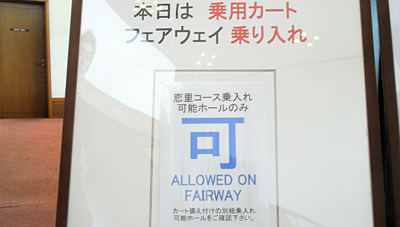 本日は 乗用カート
フェアウェイ 乗り入れ
恋里コース乗入れ
可能ホールのみ
可
ALLOWED ON
FAIRWAY
カート備え付けの別紙乗入れ
可能ホールをご確認下さい。